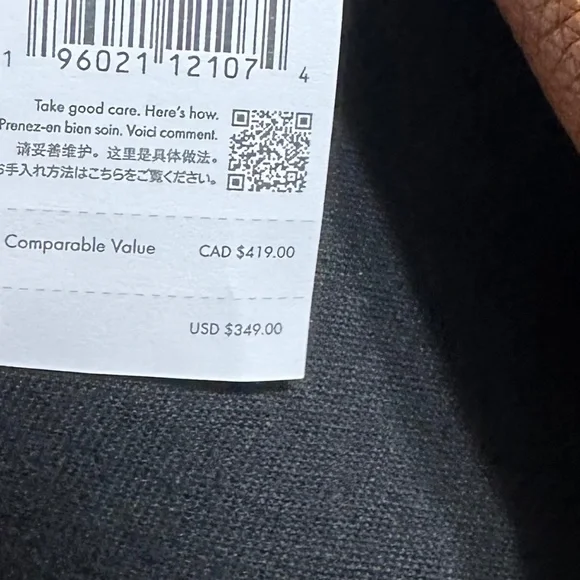 1 96021 12107 4
Take good care. Here's how.
Prenez-en bien soin. Voici comment.
请妥善维护。这里是具体做法。
お手入れ方法はこちらをご覧ください。
Comparable Value CAD $419.00
USD $349.00